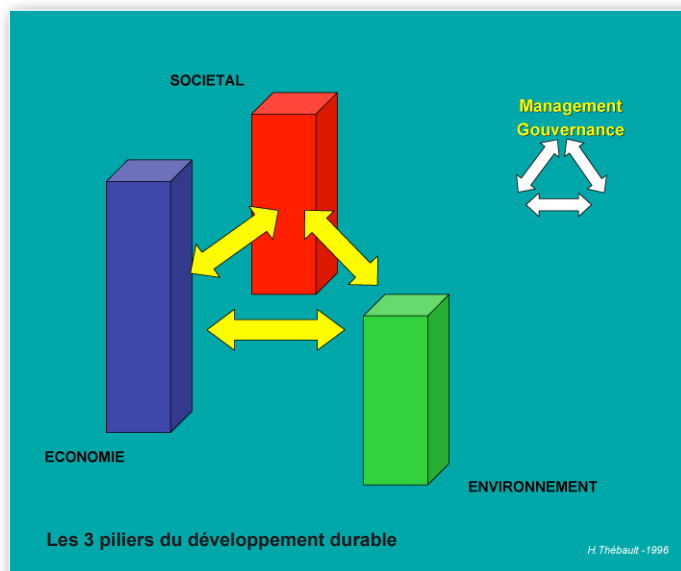 SOCIETAL
Management
Gouvernance
ECONOMIE
ENVIRONNEMENT
Les 3 piliers du développement durable
H.Thébault -1996